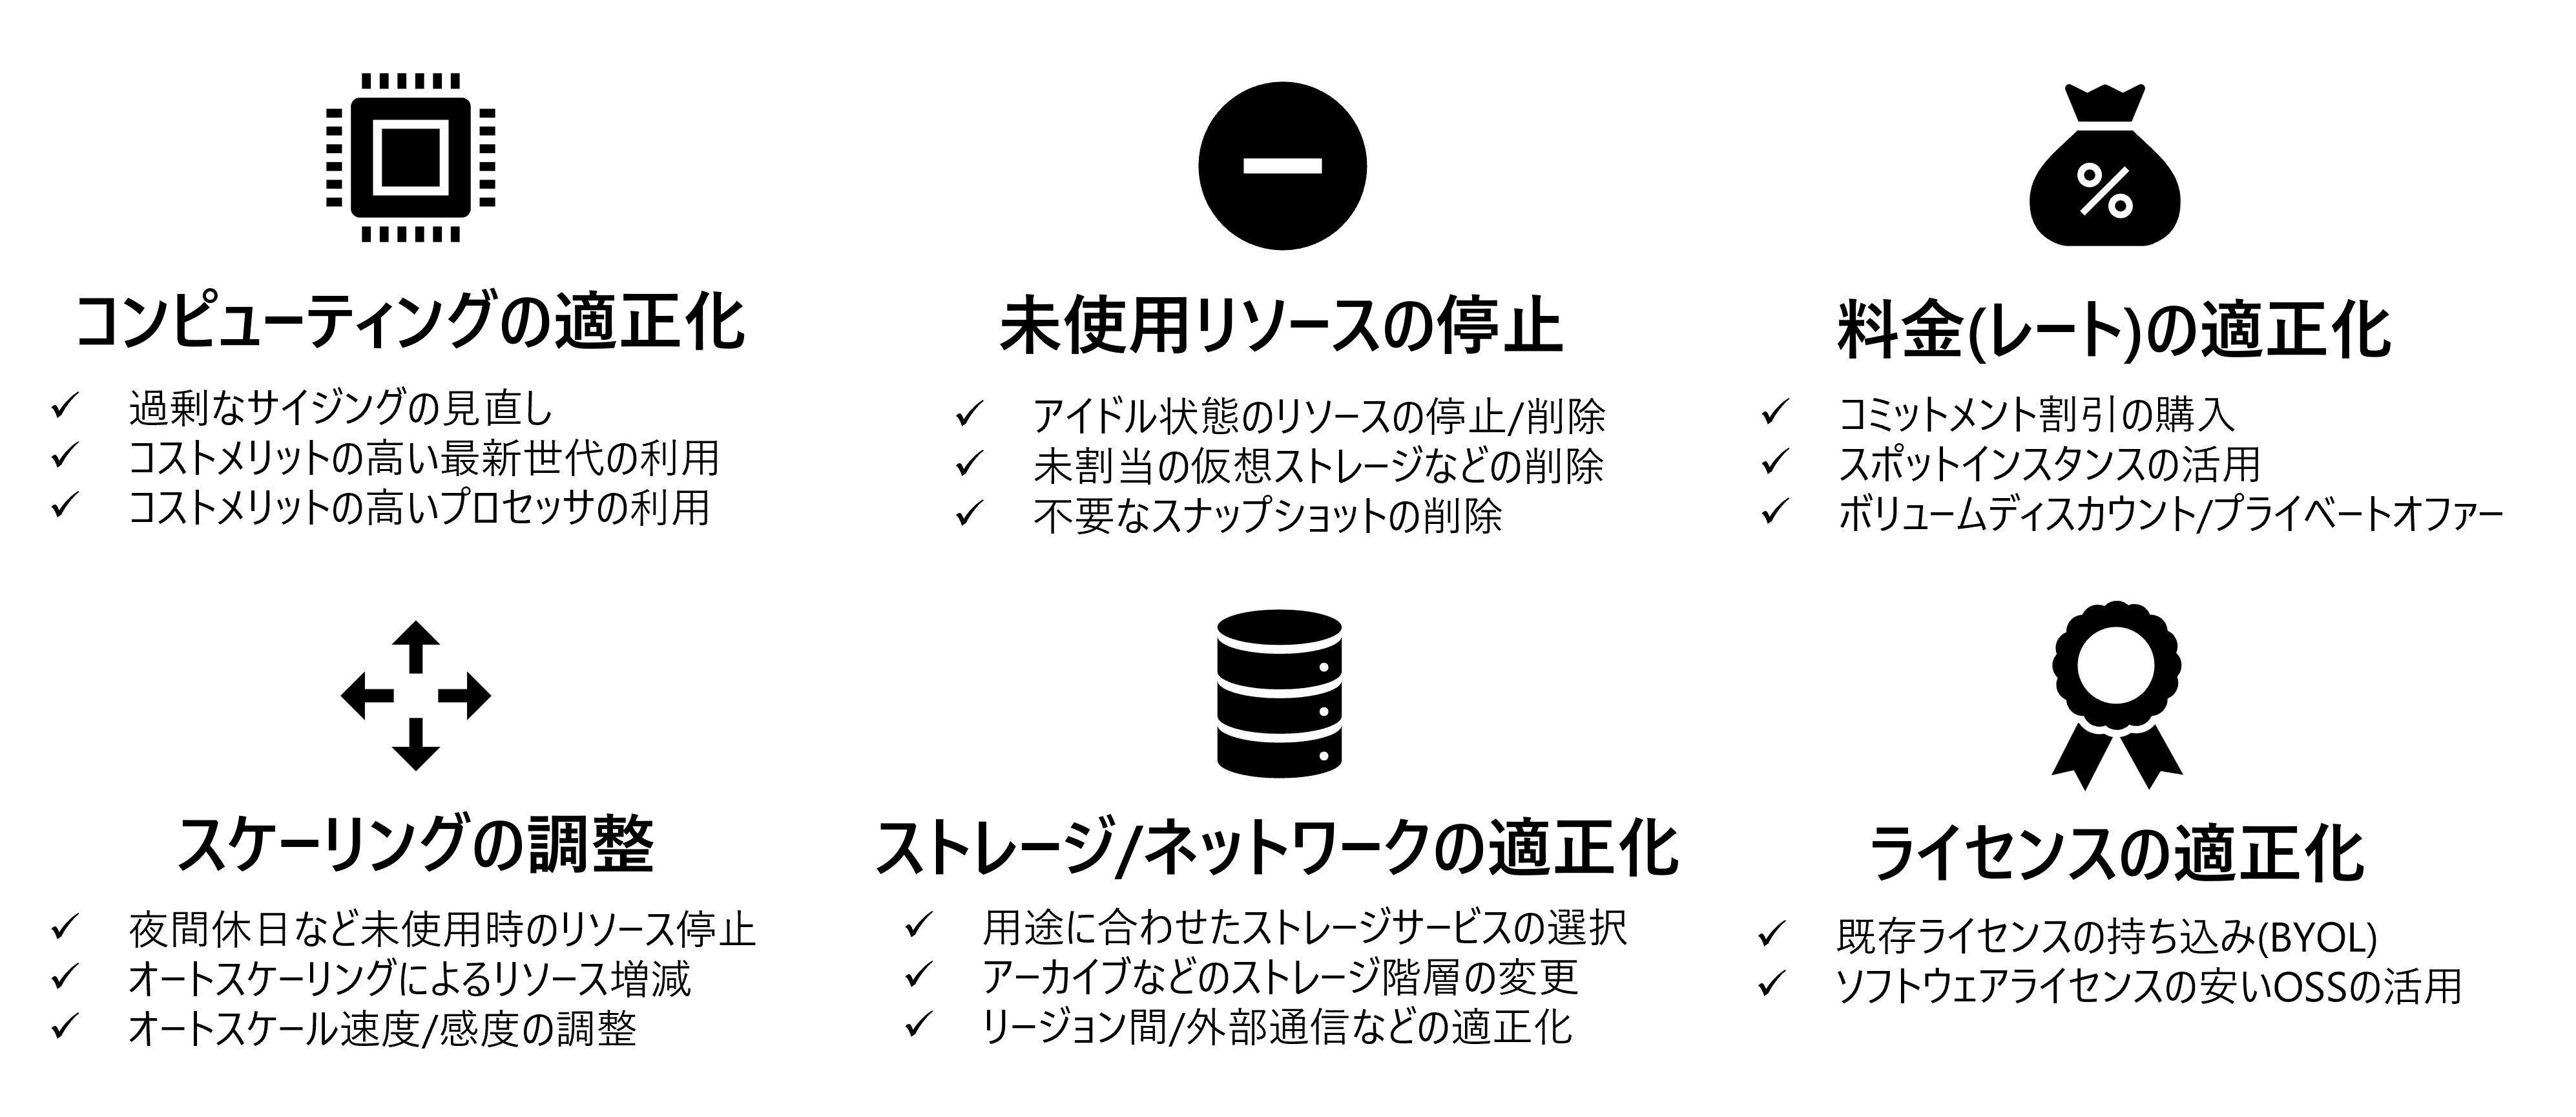 コンピューティングの適正化
✓ 過剰なサイジングの見直し
✓ コストメリットの高い最新世代の利用
✓ コストメリットの高いプロセッサの利用
未使用リソースの停止
✓ アイドル状態のリソースの停止/削除
✓ 未割当の仮想ストレージなどの削除
✓ 不要なスナップショットの削除
料金(レート)の適正化
✓ コミットメント割引の購入
✓ スポットインスタンスの活用
✓ ボリュームディスカウント/プライベートオファー
スケーリングの調整
✓ 夜間休日など未使用時のリソース停止
✓ オートスケーリングによるリソース増減
✓ オートスケール速度/感度の調整
ストレージ/ネットワークの適正化
✓ 用途に合わせたストレージサービスの選択
✓ アーカイブなどのストレージ階層の変更
✓ リージョン間/外部通信などの適正化
ライセンスの適正化
✓ 既存ライセンスの持ち込み(BYOL)
✓ ソフトウェアライセンスの安いOSSの活用